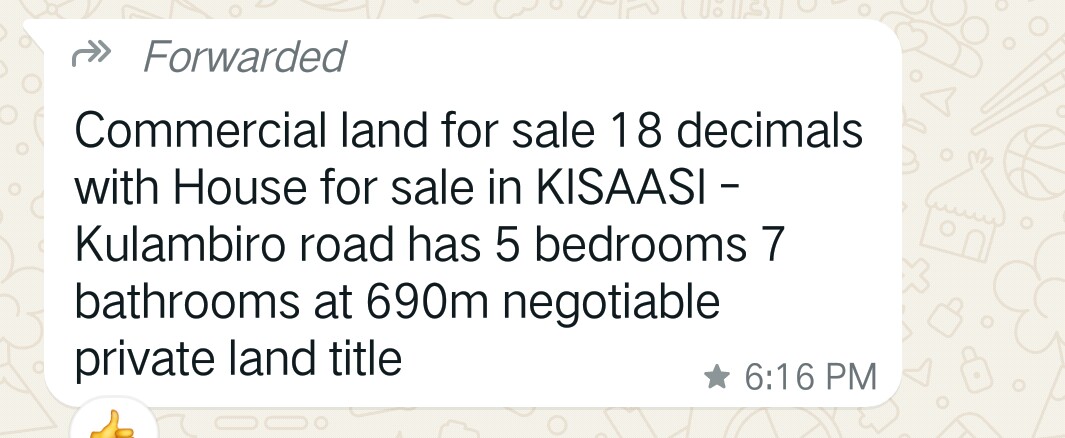 Forwarded
Commercial land for sale 18 decimals
with House for sale in KISAASI -
Kulambiro road has 5 bedrooms 7
bathrooms at 690m negotiable
private land title
6:16 PM